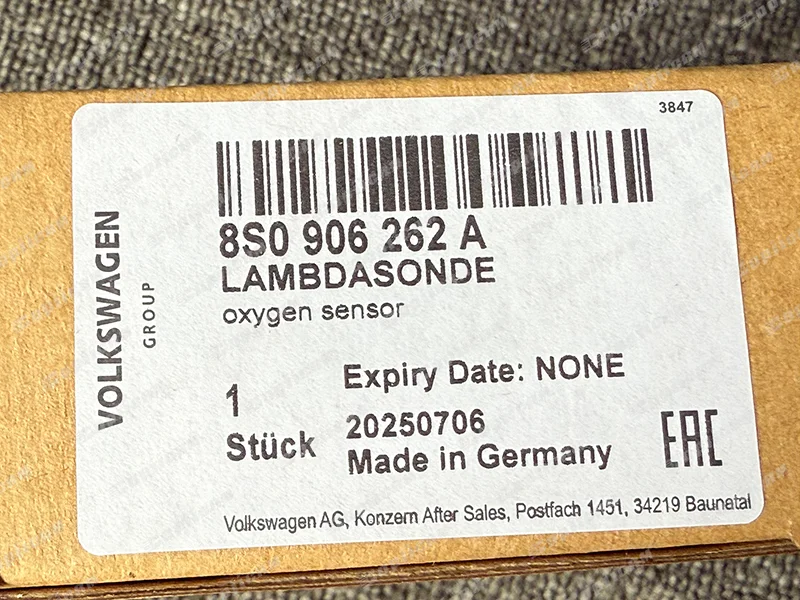 3847
8S0 906 262 A
LAMBDASONDE
oxygen sensor
VOLKSWAGEN
GROUP
1
Stück
Expiry Date: NONE
20250706
Made in Germany
EAC
Volkswagen AG, Konzern After Sales, Postfach 1451, 34219 Baunatal